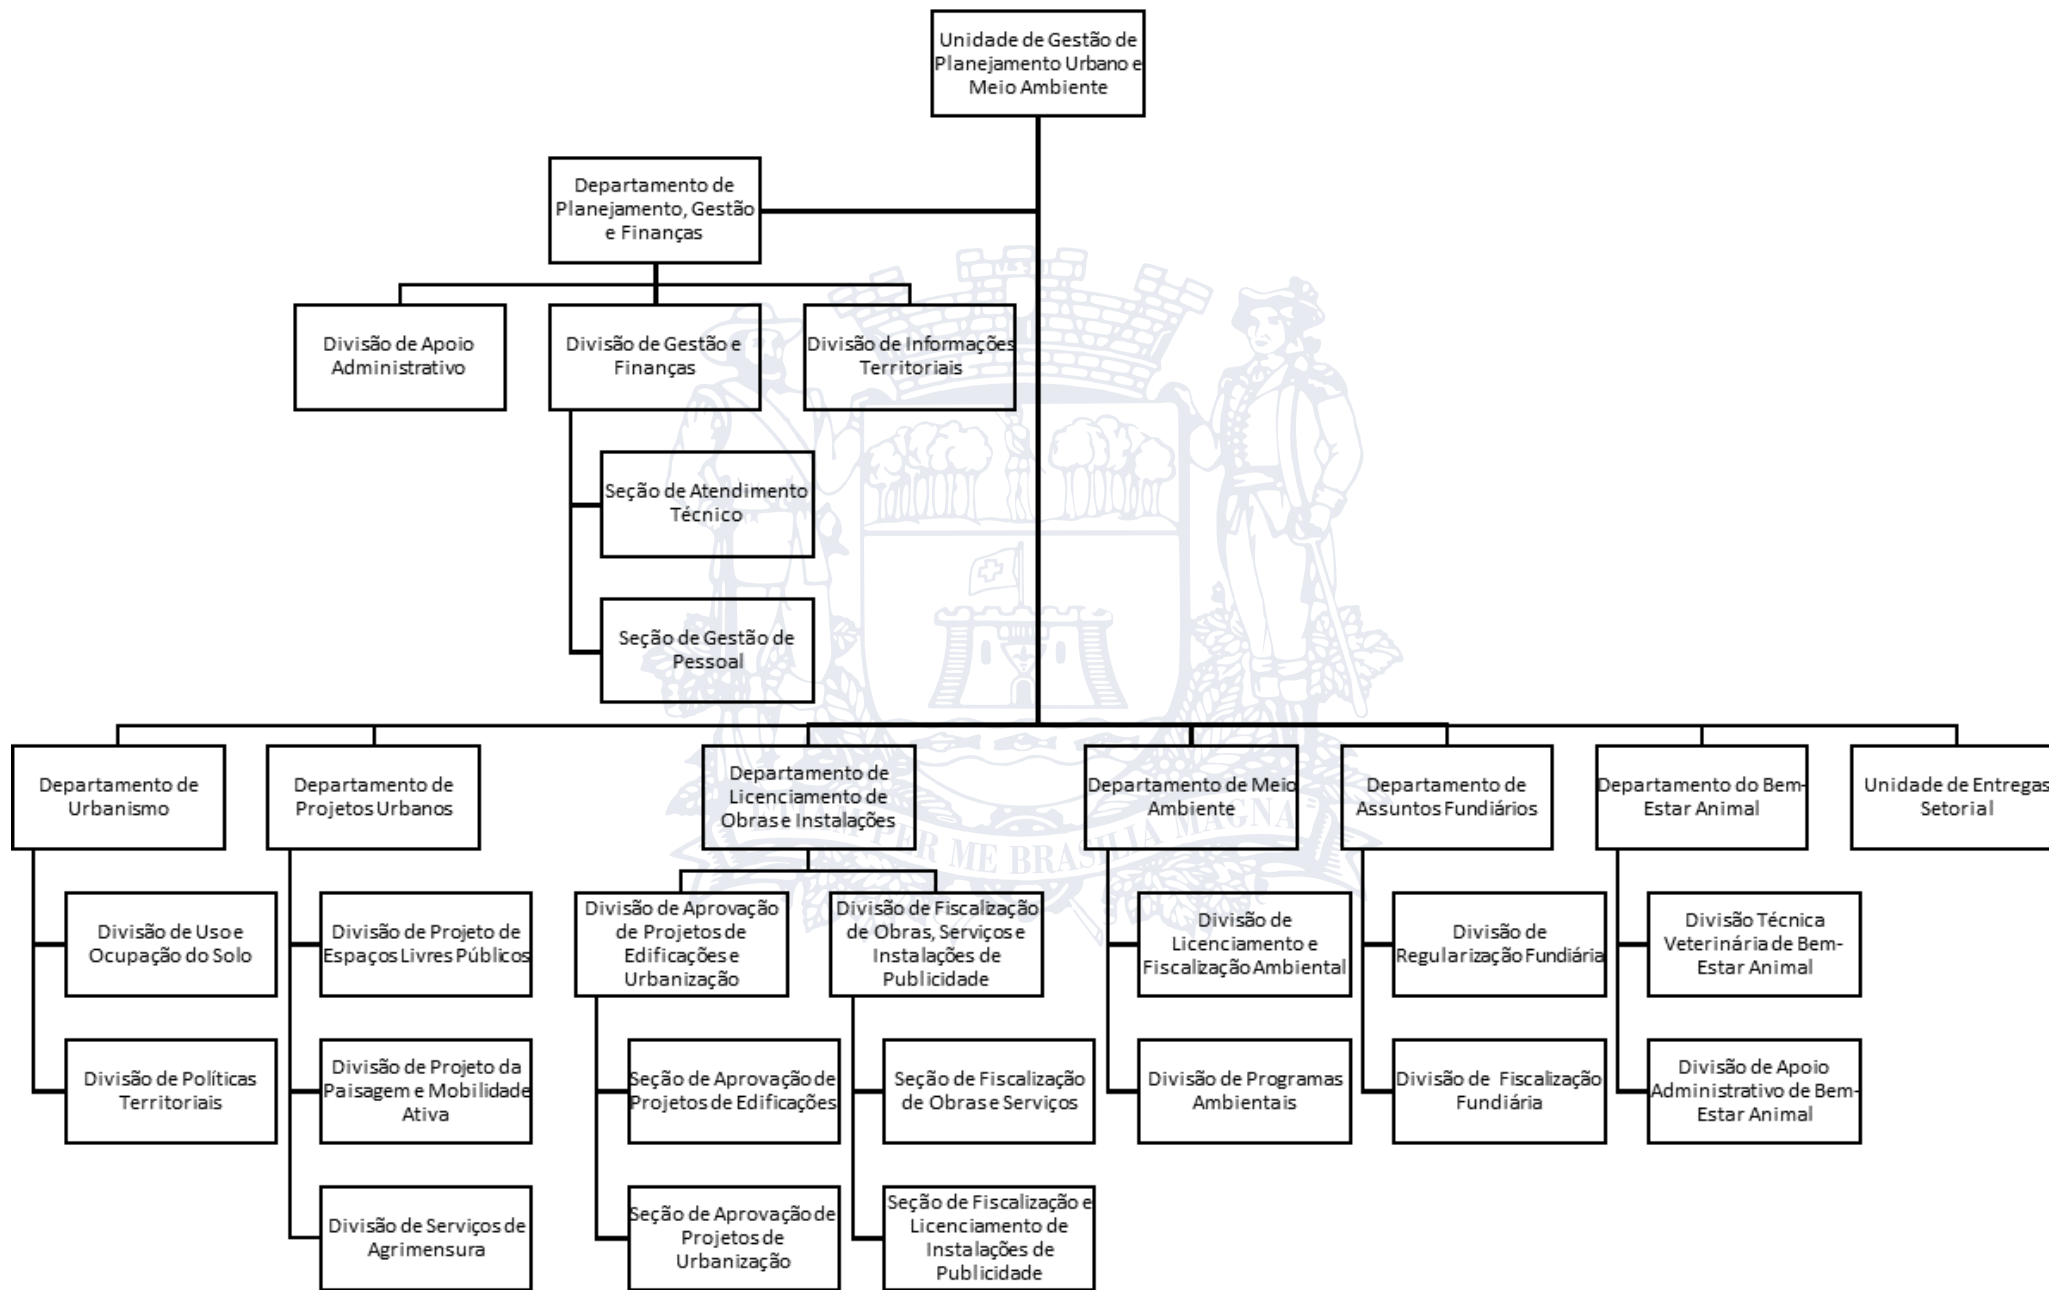 Unidade de Gestão de
Planejamento Urbano e
Meio Ambiente
Departamento de
Planejamento, Gestão
e Finanças
Divisão de Apoio
Administrativo
Divisão de Gestão e
Finanças
Divisão de Informações
Territoriais
Seção de Atendimento
Técnico
Seção de Gestão de
Pessoal
Departamento de
Urbanismo
Departamento de
Projetos Urbanos
Departamento de
Licenciamento de
Obras e Instalações
Departamento de Meio
Ambiente
Departamento de
Assuntos Fundiários
Departamento do Bem-
Estar Animal
Unidade de Entregas
Setorial
Divisão de Uso e
Ocupação do Solo
Divisão de Projeto de
Espaços Livres Públicos
Divisão de Aprovação
de Projetos de
Edificações e
Urbanização
Divisão de Fiscalização
de Obras, Serviços e
Instalações de
Publicidade
Divisão de
Licenciamento e
Fiscalização Ambiental
Divisão de
Regularização Fundiária
Divisão Técnica
Veterinária de Bem-
Estar Animal
Divisão de Políticas
Territoriais
Divisão de Projeto da
Paisagem e Mobilidade
Ativa
Seção de Aprovação de
Projetos de Edificações
Seção de Fiscalização
de Obras e Serviços
Divisão de Programas
Ambientais
Divisão de Fiscalização
Fundiária
Divisão de Apoio
Administrativo de Bem-
Estar Animal
Divisão de Serviços de
Agrimensura
Seção de Aprovação de
Projetos de
Urbanização
Seção de Fiscalização e
Licenciamento de
Instalações de
Publicidade
PER ME BRASILIA MAGNA